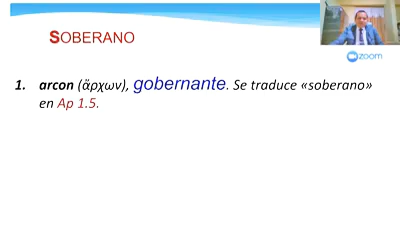 SOBERANO
zoom
1. arcon (ἄρχων), gobernante. Se traduce «soberano»
en Ap 1.5.